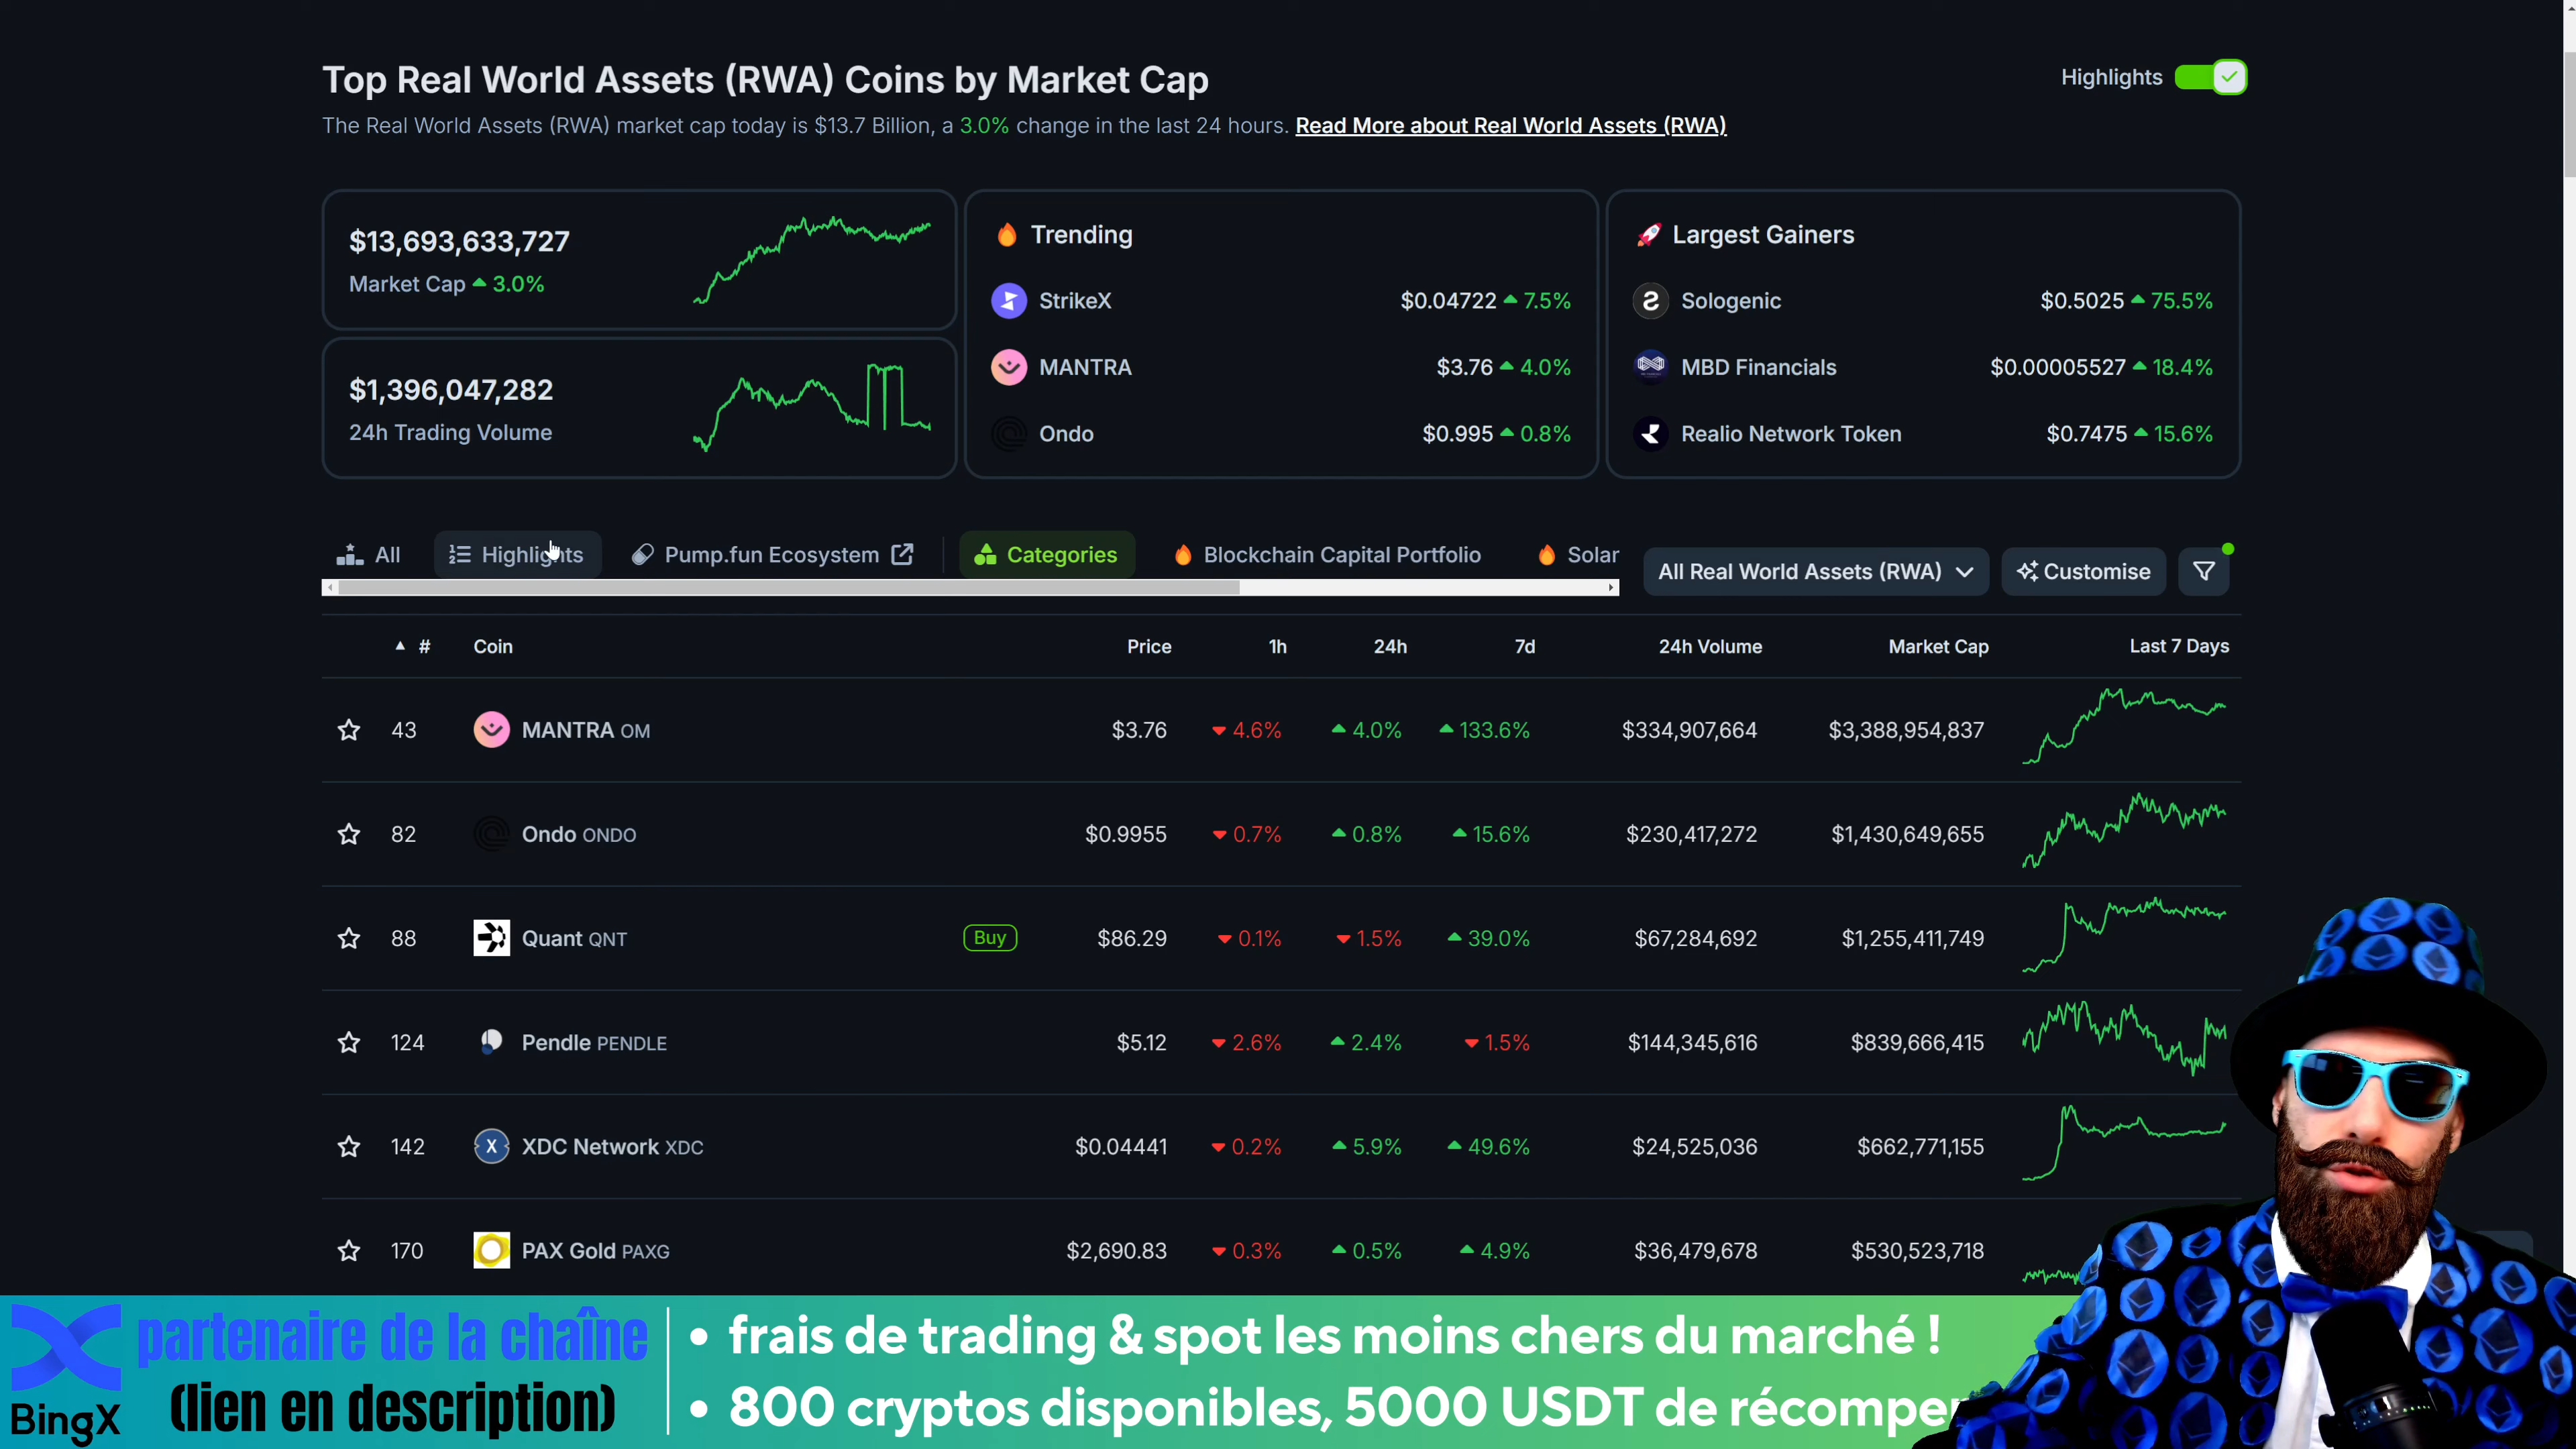 Top Real World Assets (RWA) Coins by Market Cap
Highlights
The Real World Assets (RWA) market cap today is $13.7 Billion, a 3.0% change in the last 24 hours. Read More about Real World Assets (RWA)
$13,693,633,727
Market Cap 3.0%
$1,396,047,282
24h Trading Volume
Trending
StrikeX $0.04722 7.5%
MANTRA $3.76 4.0%
Ondo $0.995 0.8%
Largest Gainers
Sologenic $0.5025 75.5%
MBD Financials $0.00005527 18.4%
Realio Network Token $0.7475 15.6%
All Highlights Pump.fun Ecosystem Categories Blockchain Capital Portfolio Solar
All Real World Assets (RWA) Customise
# Coin Price 1h 24h 7d 24h Volume Market Cap Last 7 Days
43 MANTRA OM $3.76 4.6% 4.0% 133.6% $334,907,664 $3,388,954,837
82 Ondo ONDO $0.9955 0.7% 0.8% 15.6% $230,417,272 $1,430,649,655
88 Quant QNT Buy $86.29 0.1% 1.5% 39.0% $67,284,692 $1,255,411,749
124 Pendle PENDLE $5.12 2.6% 2.4% 1.5% $144,345,616 $839,666,415
142 XDC Network XDC $0.04441 0.2% 5.9% 49.6% $24,525,036 $662,771,155
170 PAX Gold PAXG $2,690.83 0.3% 0.5% 4.9% $36,479,678 $530,523,718
BingX
partenaire de la chaîne
(lien en description)
• frais de trading & spot les moins chers du marché !
• 800 cryptos disponibles, 5000 USDT de récompen